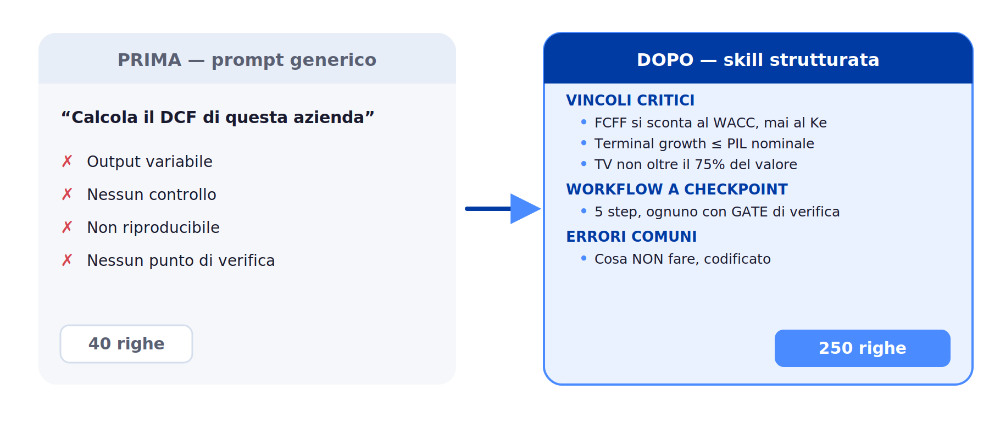 PRIMA — prompt generico
“Calcola il DCF di questa azienda”
✗ Output variabile
✗ Nessun controllo
✗ Non riproducibile
✗ Nessun punto di verifica
40 righe
DOPO — skill strutturata
VINCOLI CRITICI
• FCFF si sconta al WACC, mai al Ke
• Terminal growth ≤ PIL nominale
• TV non oltre il 75% del valore
WORKFLOW A CHECKPOINT
• 5 step, ognuno con GATE di verifica
ERRORI COMUNI
• Cosa NON fare, codificato
250 righe